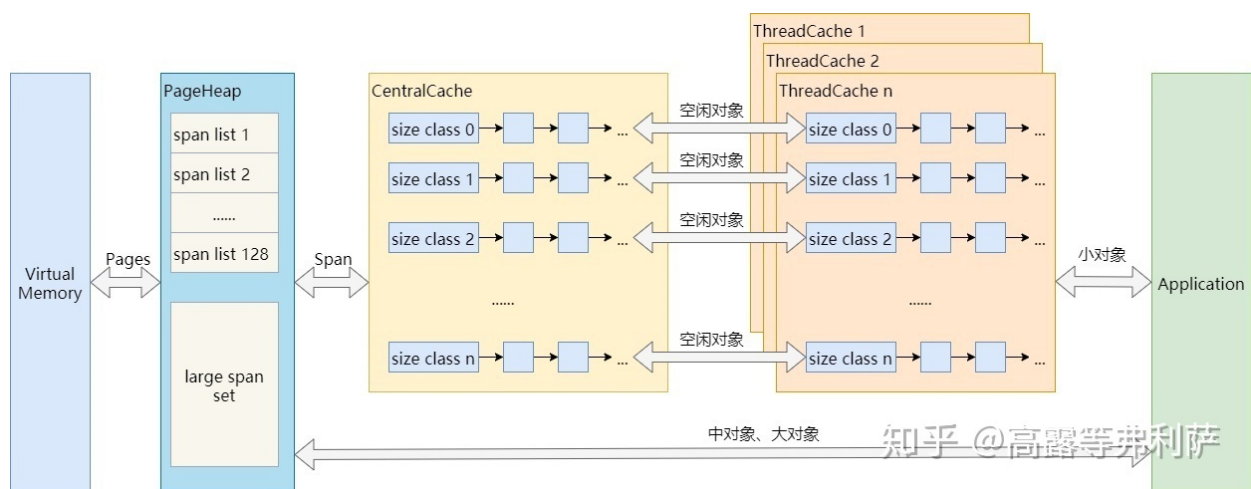 ThreadCache 1
ThreadCache 2
ThreadCache n
PageHeap
CentralCache
span list 1
span list 2
......
span list 128
large span
set
Virtual
Memory
Pages
Span
size class 0
...
size class 1
...
size class 2
...
......
size class n
...
空闲对象
空闲对象
空闲对象
空闲对象
size class 0
...
size class 1
...
size class 2
...
......
size class n
...
小对象
Application
中对象、大对象
知乎 @高露等弗利萨